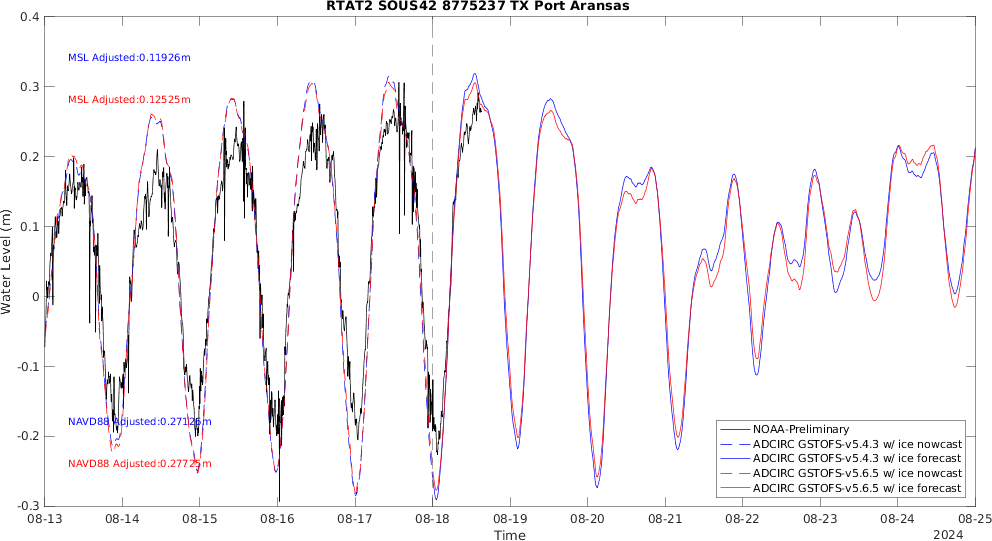 RTAT2 SOUS42 8775237 TX Port Aransas
0.4
0.3
0.2
0.1
0
-0.1
-0.2
-0.3
Water Level (m)
MSL Adjusted:0.11926m
MSL Adjusted:0.12525m
NAVD88 Adjusted:0.27125m
NAVD88 Adjusted:0.27725m
NOAA-Preliminary
ADCIRC GSTOFS-v5.4.3 w/ ice nowcast
ADCIRC GSTOFS-v5.4.3 w/ ice forecast
ADCIRC GSTOFS-v5.6.5 w/ ice nowcast
ADCIRC GSTOFS-v5.6.5 w/ ice forecast
08-13 08-14 08-15 08-16 08-17 08-18 08-19 08-20 08-21 08-22 08-23 08-24 08-25
Time
2024